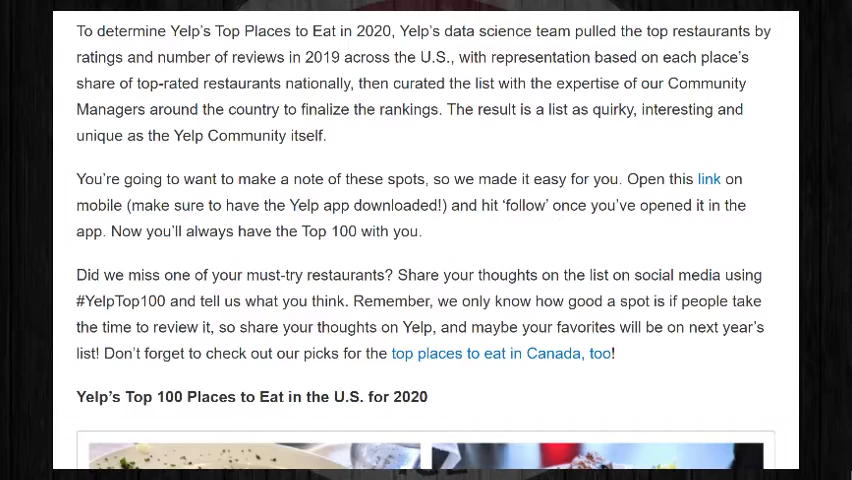 To determine Yelp’s Top Places to Eat in 2020, Yelp’s data science team pulled the top restaurants by
ratings and number of reviews in 2019 across the U.S., with representation based on each place’s
share of top-rated restaurants nationally, then curated the list with the expertise of our Community
Managers around the country to finalize the rankings. The result is a list as quirky, interesting and
unique as the Yelp Community itself.
You’re going to want to make a note of these spots, so we made it easy for you. Open this link on
mobile (make sure to have the Yelp app downloaded!) and hit ‘follow’ once you’ve opened it in the
app. Now you’ll always have the Top 100 with you.
Did we miss one of your must-try restaurants? Share your thoughts on the list on social media using
#YelpTop100 and tell us what you think. Remember, we only know how good a spot is if people take
the time to review it, so share your thoughts on Yelp, and maybe your favorites will be on next year’s
list! Don’t forget to check out our picks for the top places to eat in Canada, too!
Yelp’s Top 100 Places to Eat in the U.S. for 2020